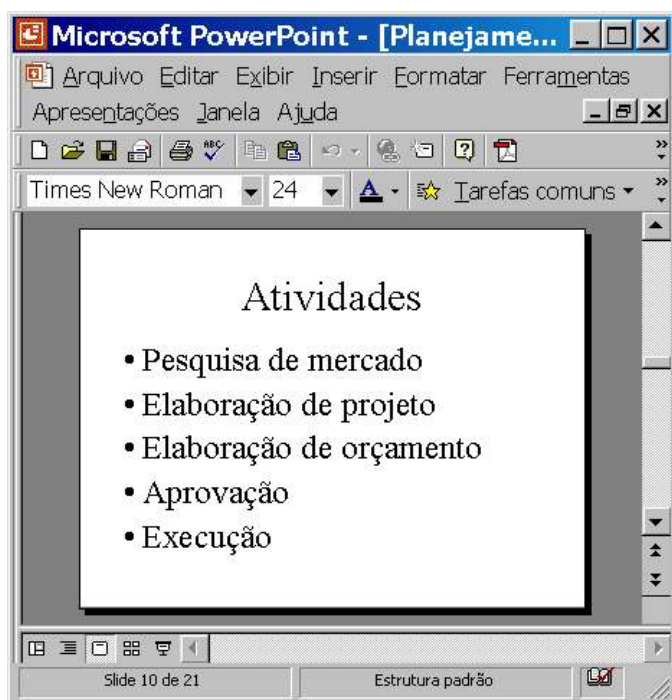 Microsoft PowerPoint - [Planejame...
Arquivo Editar Exibir Inserir Formatar Ferramentas
Apresentações Janela Ajuda
ABC
Times New Roman 24 A Tarefas comuns
Atividades
• Pesquisa de mercado
• Elaboração de projeto
• Elaboração de orçamento
• Aprovação
• Execução
Slide 10 de 21 Estrutura padrão